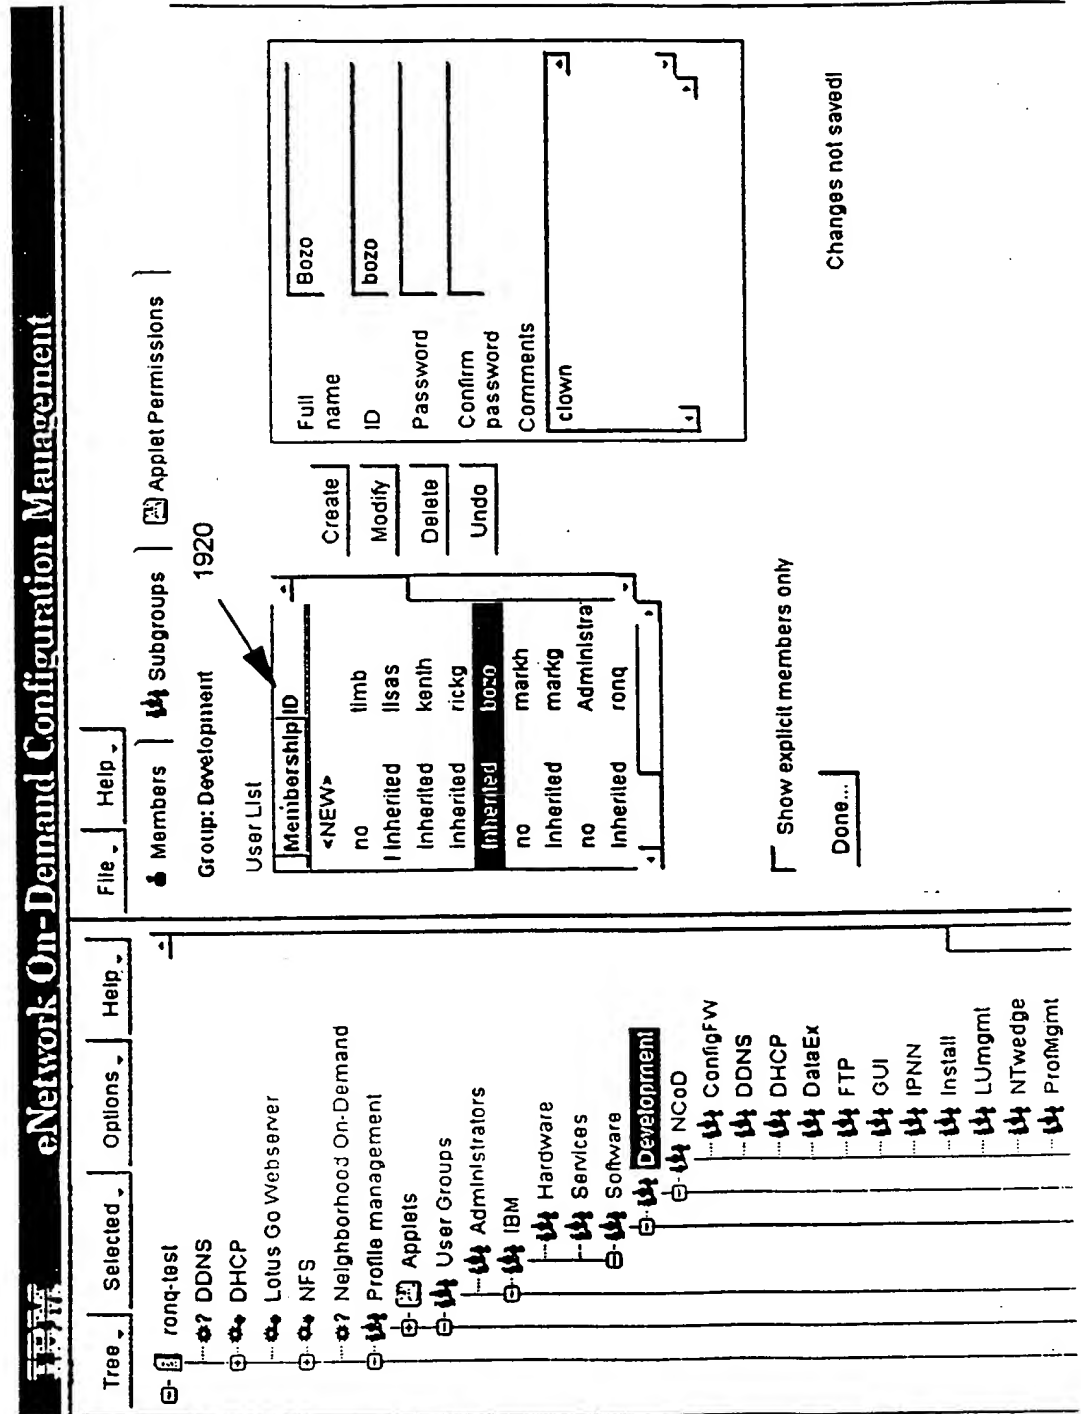 IBM eNetwork On-Demand Configuration Management
Tree Selected Options Help
ronq-test
? DDNS
DHCP
Lotus Go Webserver
NFS
? Neighborhood On-Demand
Profile management
Applets
User Groups
Administrators
IBM
Hardware
Services
Software
Development
NCoD
ConfigFW
DDNS
DHCP
DataEx
FTP
GUI
IPNN
Install
LUmgmt
NTwedge
ProfMgmt
File Help
Members Subgroups Applet Permissions
Group: Development 1920
User List
Membership ID
<NEW>
no timb
Inherited lisas
Inherited kenth
Inherited rickg
Inherited bozo
no markh
Inherited markg
no Administra
Inherited ronq
Create
Modify
Delete
Undo
Full name Bozo
ID bozo
Password
Confirm password
Comments
clown
Show explicit members only
Done...
Changes not saved!